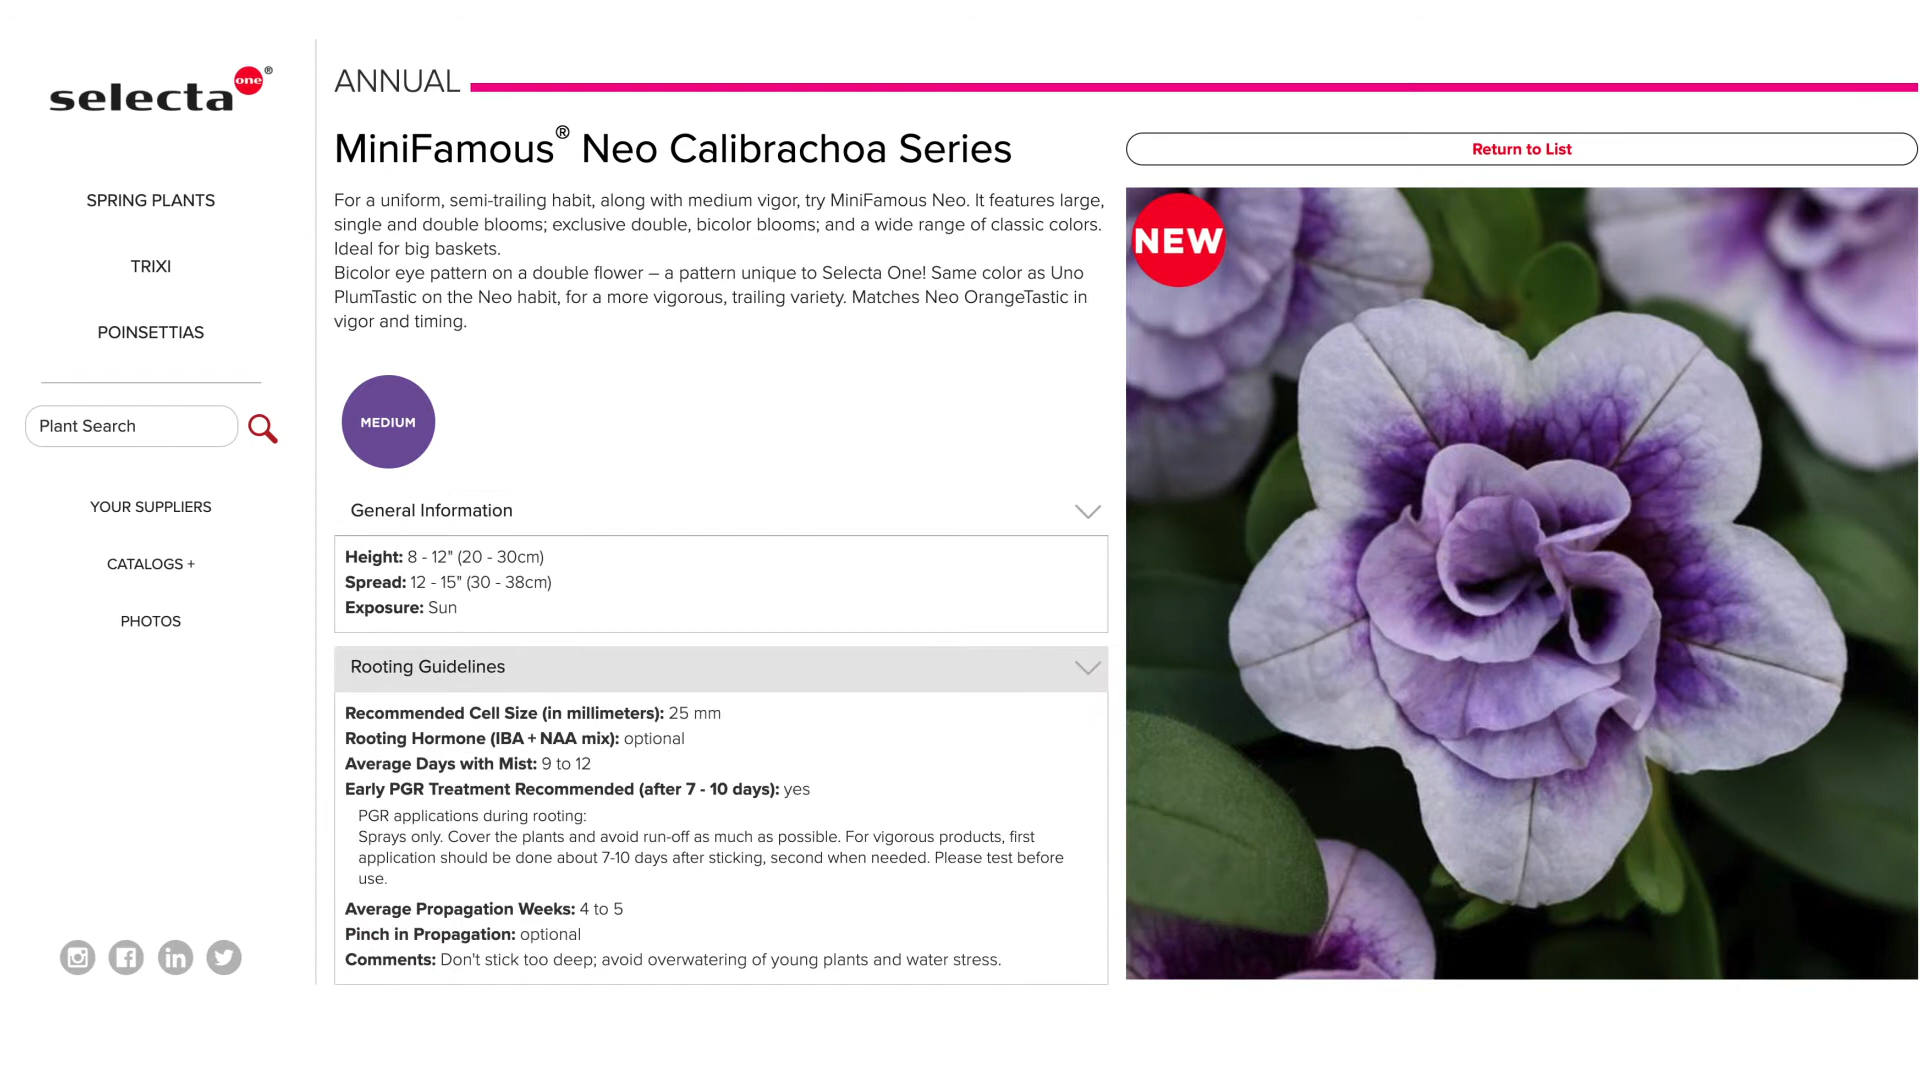 selecta one®
SPRING PLANTS
TRIXI
POINSETTIAS
Plant Search
YOUR SUPPLIERS
CATALOGS +
PHOTOS
ANNUAL
MiniFamous® Neo Calibrachoa Series
For a uniform, semi-trailing habit, along with medium vigor, try MiniFamous Neo. It features large,
single and double blooms; exclusive double, bicolor blooms; and a wide range of classic colors.
Ideal for big baskets.
Bicolor eye pattern on a double flower – a pattern unique to Selecta One! Same color as Uno
PlumTastic on the Neo habit, for a more vigorous, trailing variety. Matches Neo OrangeTastic in
vigor and timing.
MEDIUM
General Information
Height: 8 - 12" (20 - 30cm)
Spread: 12 - 15" (30 - 38cm)
Exposure: Sun
Rooting Guidelines
Recommended Cell Size (in millimeters): 25 mm
Rooting Hormone (IBA + NAA mix): optional
Average Days with Mist: 9 to 12
Early PGR Treatment Recommended (after 7 - 10 days): yes
PGR applications during rooting:
Sprays only. Cover the plants and avoid run-off as much as possible. For vigorous products, first
application should be done about 7-10 days after sticking, second when needed. Please test before
use.
Average Propagation Weeks: 4 to 5
Pinch in Propagation: optional
Comments: Don't stick too deep; avoid overwatering of young plants and water stress.
Return to List
NEW